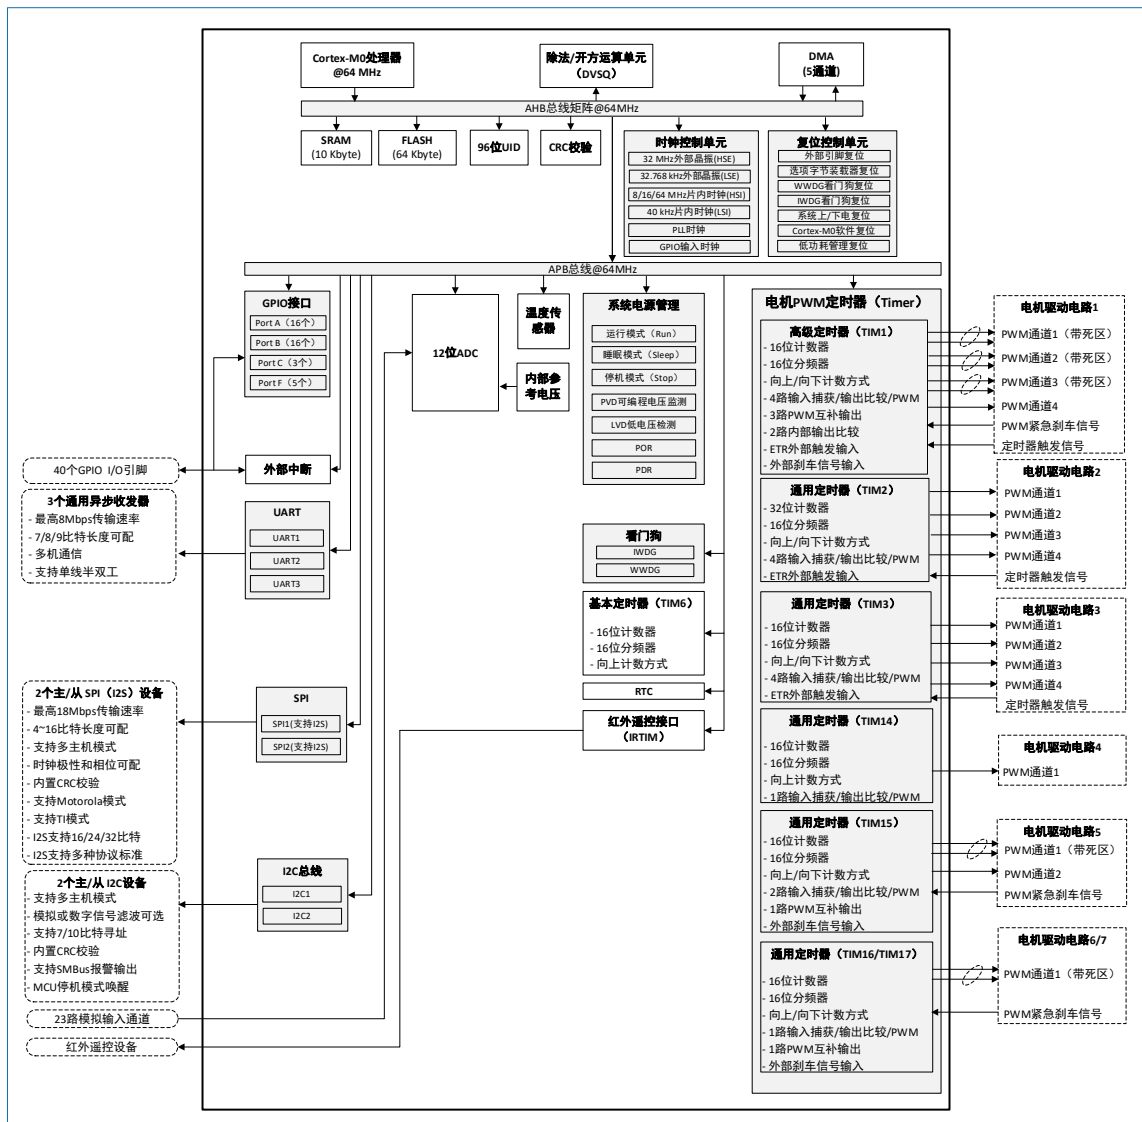 Cortex-M0处理器
@64 MHz
除法/开方运算单元
（DVSQ）
DMA
(5通道)
AHB总线矩阵@64MHz
SRAM
(10 Kbyte)
FLASH
(64 Kbyte)
96位UID
CRC校验
时钟控制单元
32 MHz外部晶振(HSE)
32.768 kHz外部晶振(LSE)
8/16/64 MHz片内时钟(HSI)
40 kHz片内时钟(LSI)
PLL时钟
GPIO输入时钟
复位控制单元
外部引脚复位
选项字节装载器复位
WWDG看门狗复位
IWDG看门狗复位
系统上/下电复位
Cortex-M0软件复位
低功耗管理复位
APB总线@64MHz
GPIO接口
Port A（16个）
Port B（16个）
Port C（3个）
Port F（5个）
12位ADC
温度传
感器
内部参
考电压
系统电源管理
运行模式（Run）
睡眠模式（Sleep）
停机模式（Stop）
PVD可编程电压监测
LVD低电压检测
POR
PDR
40个GPIO I/O引脚
外部中断
3个通用异步收发器
- 最高8Mbps传输速率
- 7/8/9比特长度可配
- 多机通信
- 支持单线半双工
UART
UART1
UART2
UART3
看门狗
IWDG
WWDG
基本定时器（TIM6）
- 16位计数器
- 16位分频器
- 向上计数方式
RTC
红外遥控接口
（IRTIM）
2个主/从 SPI（I2S）设备
- 最高18Mbps传输速率
- 4~16比特长度可配
- 支持多主机模式
- 时钟极性和相位可配
- 内置CRC校验
- 支持Motorola模式
- 支持TI模式
- I2S支持16/24/32比特
- I2S支持多种协议标准
SPI
SPI1(支持I2S)
SPI2(支持I2S)
2个主/从 I2C设备
- 支持多主机模式
- 模拟或数字信号滤波可选
- 支持7/10比特寻址
- 内置CRC校验
- 支持SMBus报警输出
- MCU停机模式唤醒
I2C总线
I2C1
I2C2
23路模拟输入通道
红外遥控设备
电机PWM定时器（Timer）
高级定时器（TIM1）
- 16位计数器
- 16位分频器
- 向上/向下计数方式
- 4路输入捕获/输出比较/PWM
- 3路PWM互补输出
- 2路内部输出比较
- ETR外部触发输入
- 外部刹车信号输入
电机驱动电路1
PWM通道1（带死区）
PWM通道2（带死区）
PWM通道3（带死区）
PWM通道4
PWM紧急刹车信号
定时器触发信号
通用定时器（TIM2）
- 32位计数器
- 16位分频器
- 向上/向下计数方式
- 4路输入捕获/输出比较/PWM
- ETR外部触发输入
电机驱动电路2
PWM通道1
PWM通道2
PWM通道3
PWM通道4
定时器触发信号
通用定时器（TIM3）
- 16位计数器
- 16位分频器
- 向上/向下计数方式
- 4路输入捕获/输出比较/PWM
- ETR外部触发输入
电机驱动电路3
PWM通道1
PWM通道2
PWM通道3
PWM通道4
定时器触发信号
通用定时器（TIM14）
- 16位计数器
- 16位分频器
- 向上计数方式
- 1路输入捕获/输出比较/PWM
电机驱动电路4
PWM通道1
通用定时器（TIM15）
- 16位计数器
- 16位分频器
- 向上/向下计数方式
- 2路输入捕获/输出比较/PWM
- 1路PWM互补输出
- 外部刹车信号输入
电机驱动电路5
PWM通道1（带死区）
PWM通道2
PWM紧急刹车信号
通用定时器（TIM16/TIM17）
- 16位计数器
- 16位分频器
- 向上/向下计数方式
- 1路输入捕获/输出比较/PWM
- 1路PWM互补输出
- 外部刹车信号输入
电机驱动电路6/7
PWM通道1（带死区）
PWM紧急刹车信号